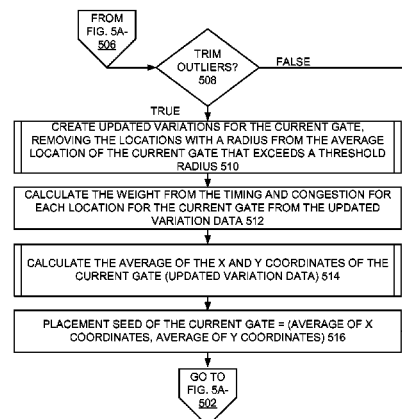 FROM
FIG. 5A-
506
TRIM
OUTLIERS?
508
FALSE
TRUE
CREATE UPDATED VARIATIONS FOR THE CURRENT GATE,
REMOVING THE LOCATIONS WITH A RADIUS FROM THE AVERAGE
LOCATION OF THE CURRENT GATE THAT EXCEEDS A THRESHOLD
RADIUS 510
CALCULATE THE WEIGHT FROM THE TIMING AND CONGESTION FOR
EACH LOCATION FOR THE CURRENT GATE FROM THE UPDATED
VARIATION DATA 512
CALCULATE THE AVERAGE OF THE X AND Y COORDINATES OF THE
CURRENT GATE (UPDATED VARIATION DATA) 514
PLACEMENT SEED OF THE CURRENT GATE = (AVERAGE OF X
COORDINATES, AVERAGE OF Y COORDINATES) 516
GO TO
FIG. 5A-
502